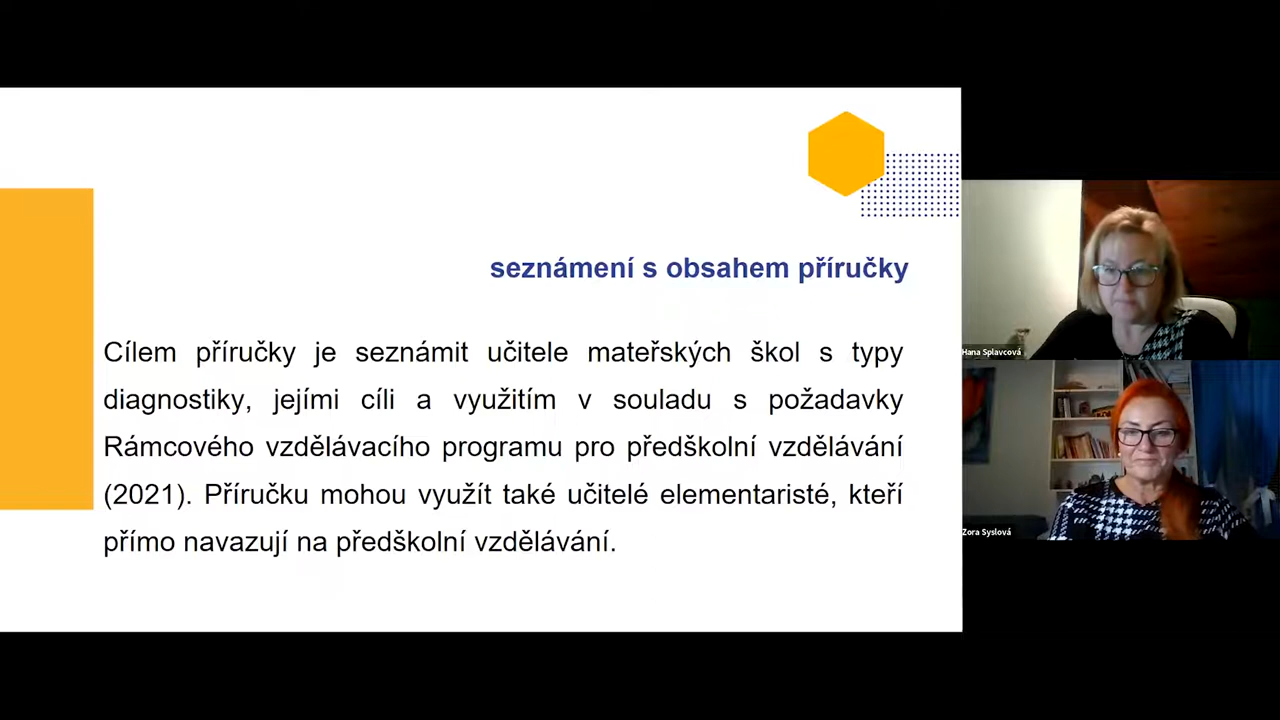 seznámení s obsahem příručky
Cílem příručky je seznámit učitele mateřských škol s typy
diagnostiky, jejími cíli a využitím v souladu s požadavky
Rámcového vzdělávacího programu pro předškolní vzdělávání
(2021). Příručku mohou využít také učitelé elementaristé, kteří
přímo navazují na předškolní vzdělávání.
Hana Splavcová
Zora Syslová